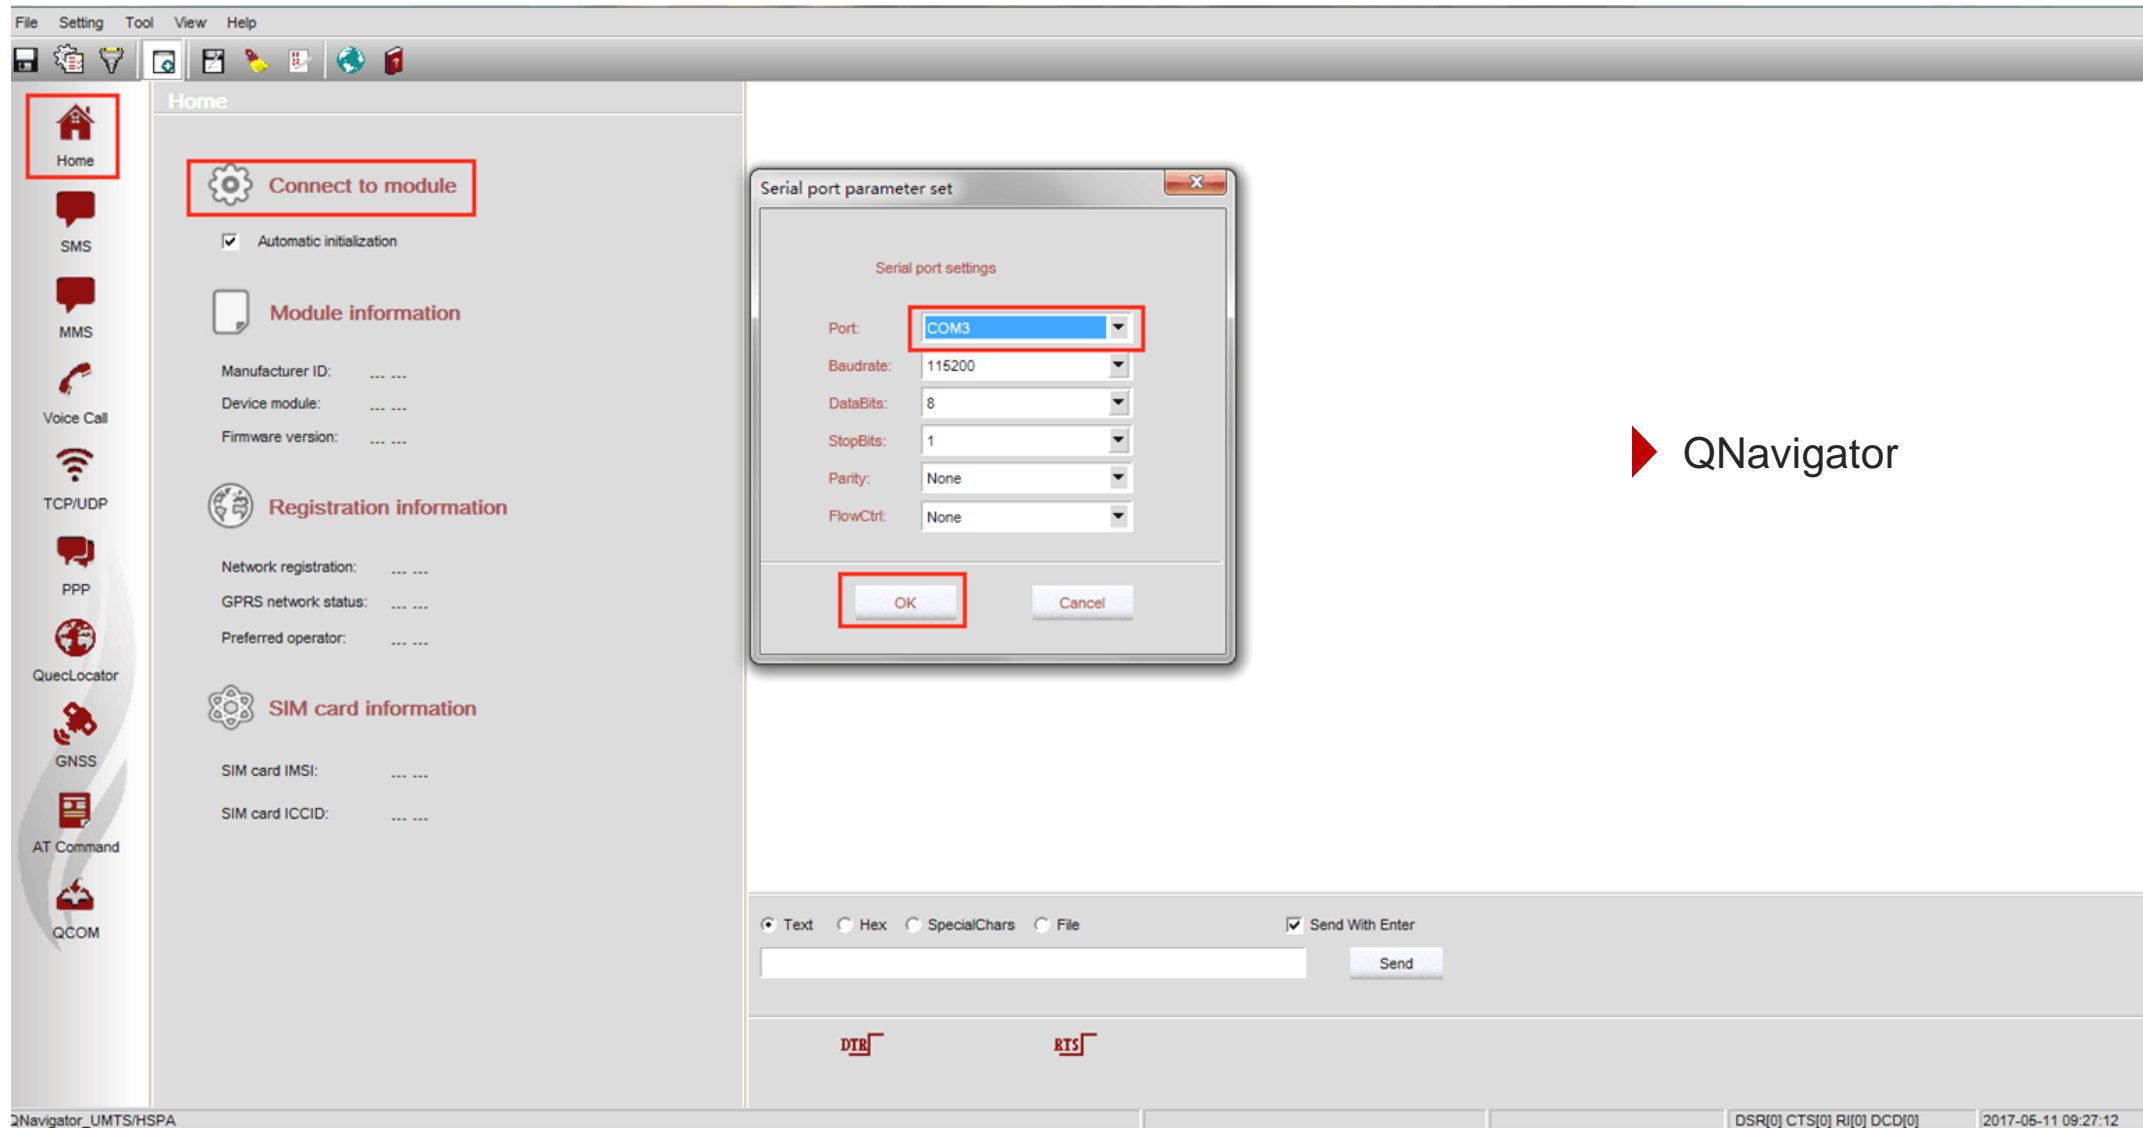 File Setting Tool View Help
Home
Home
Connect to module
Automatic initialization
Module information
Manufacturer ID: --- ---
Device module: --- ---
Firmware version: --- ---
Registration information
Network registration: --- ---
GPRS network status: --- ---
Preferred operator: --- ---
SIM card information
SIM card IMSI: --- ---
SIM card ICCID: --- ---
SMS
MMS
Voice Call
TCP/UDP
PPP
QuecLocator
GNSS
AT Command
QCOM
Serial port parameter set
Serial port settings
Port: COM3
Baudrate: 115200
DataBits: 8
StopBits: 1
Parity: None
FlowCtrl: None
OK Cancel
QNavigator
Text Hex SpecialChars File Send With Enter
Send
DTR RTS
QNavigator_UMTS/HSPA DSR[0] CTS[0] RI[0] DCD[0] 2017-05-11 09:27:12